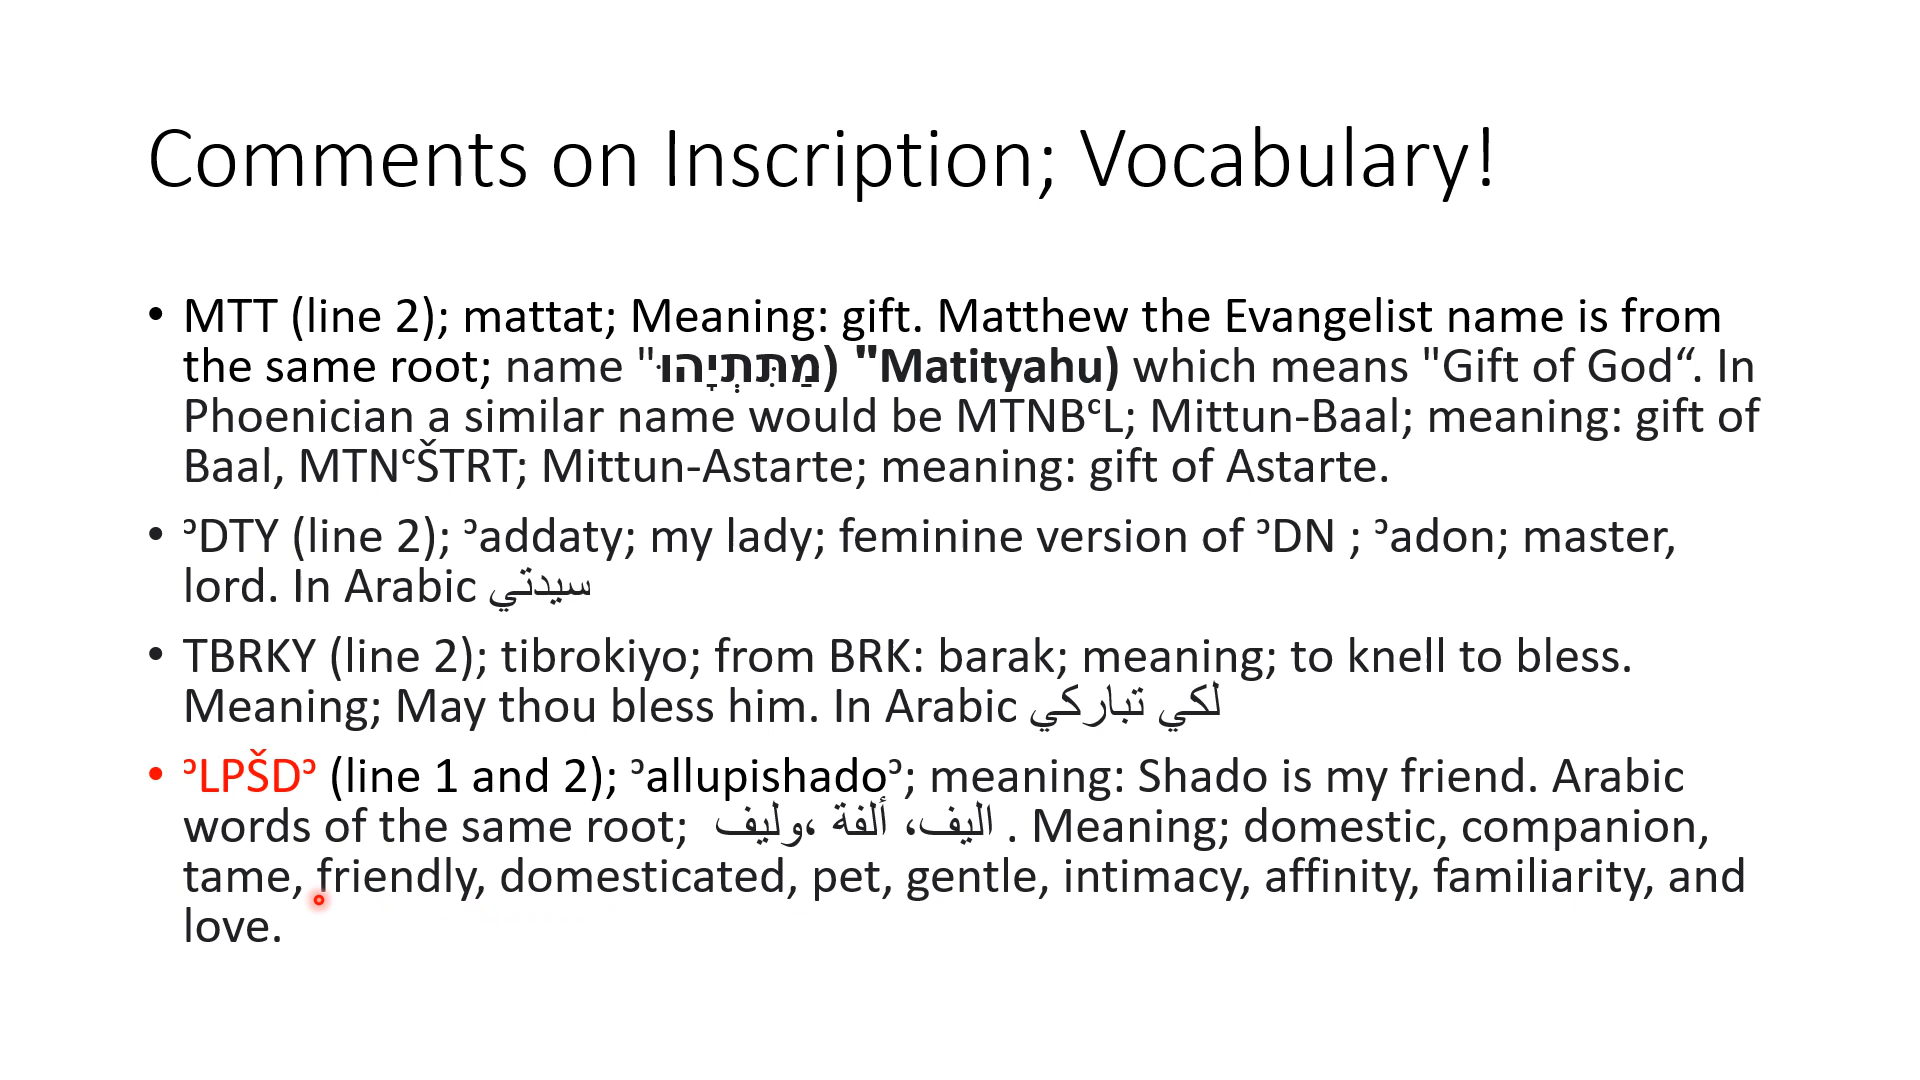 Comments on Inscription; Vocabulary!
• MTT (line 2); mattat; Meaning: gift. Matthew the Evangelist name is from
the same root; name "מַתִּתְיָהוּ) "Matityahu) which means "Gift of God“. In
Phoenician a similar name would be MTNBᶜL; Mittun-Baal; meaning: gift of
Baal, MTNᶜŠTRT; Mittun-Astarte; meaning: gift of Astarte.
• ᵓDTY (line 2); ᵓaddaty; my lady; feminine version of ᵓDN ; ᵓadon; master,
lord. In Arabic سيدتي
• TBRKY (line 2); tibrokiyo; from BRK: barak; meaning; to knell to bless.
Meaning; May thou bless him. In Arabic لكي تباركي
• ᵓLPŠDᵓ (line 1 and 2); ᵓallupishadoᵓ; meaning: Shado is my friend. Arabic
words of the same root; اليف، ألفة ،وليف . Meaning; domestic, companion,
tame, friendly, domesticated, pet, gentle, intimacy, affinity, familiarity, and
love.